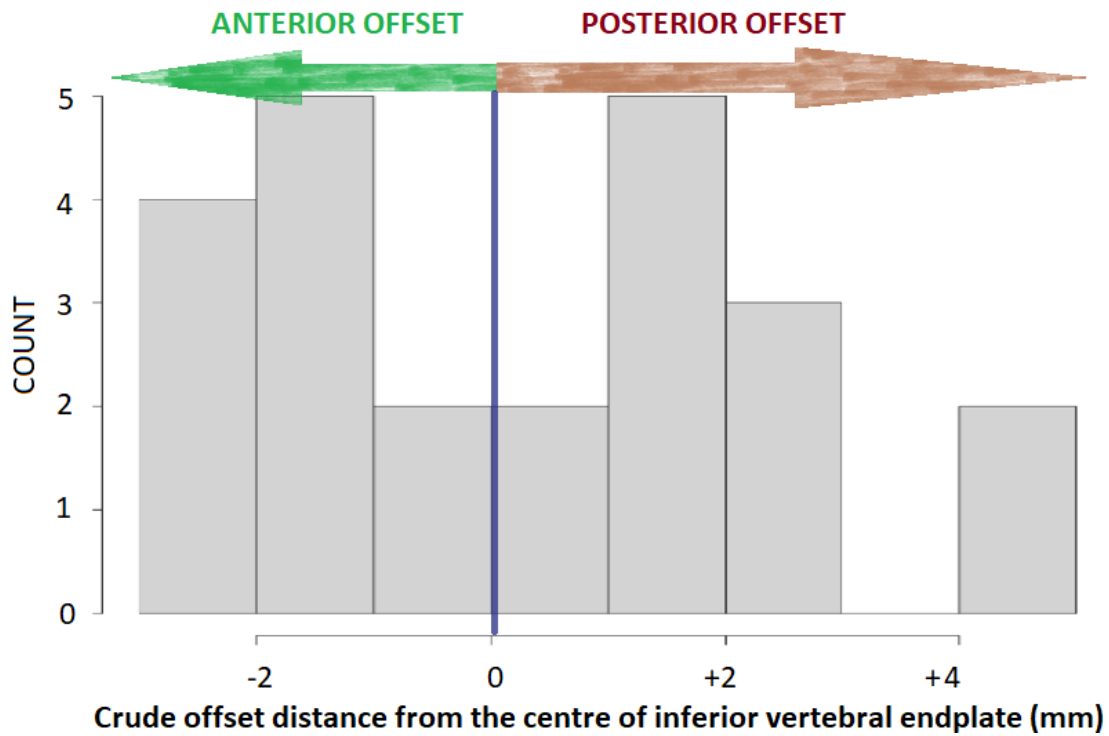 ANTERIOR OFFSET POSTERIOR OFFSET
5
4
3
2
1
0
COUNT
-2 0 +2 +4
Crude offset distance from the centre of inferior vertebral endplate (mm)